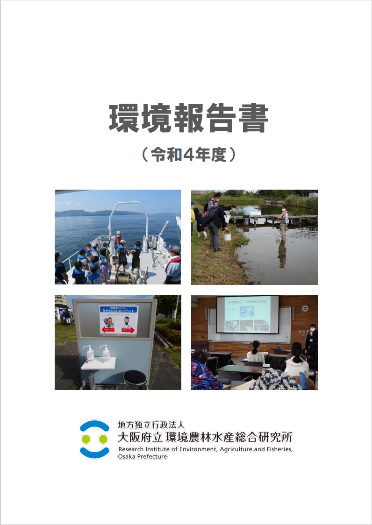 環境報告書
（令和4年度）
地方独立行政法人
大阪府立 環境農林水産総合研究所
Research Institute of Environment, Agriculture and Fisheries,
Osaka Prefecture